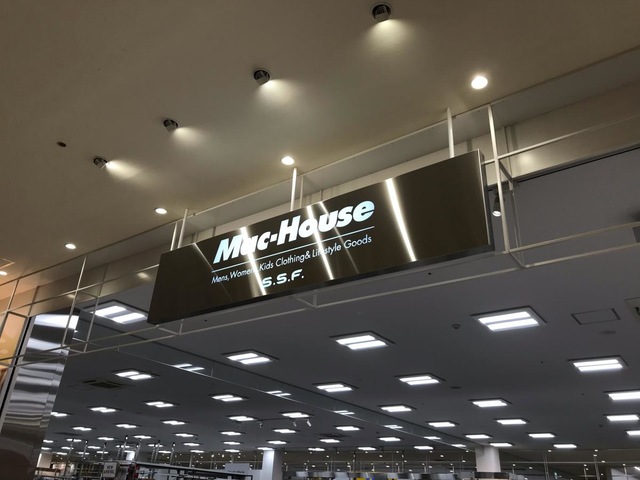 Mac-House
Mens, Womens, Kids Clothing & Lifestyle Goods
S.S.F.